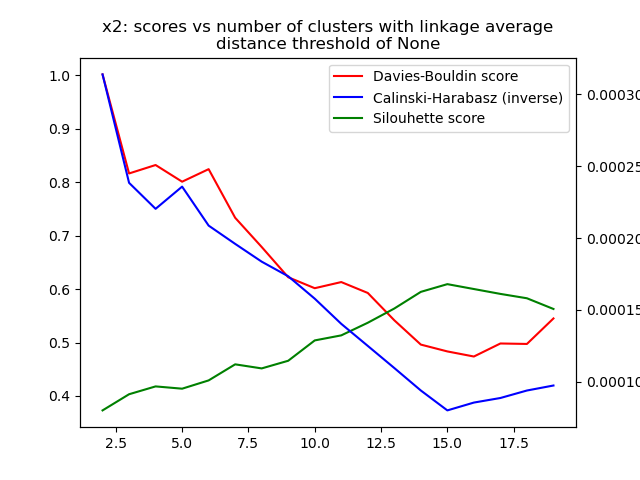 x2: scores vs number of clusters with linkage average
distance threshold of None
Davies-Bouldin score
Calinski-Harabasz (inverse)
Silouhette score
1.0
0.9
0.8
0.7
0.6
0.5
0.4
0.00030
0.00025
0.00020
0.00015
0.00010
2.5 5.0 7.5 10.0 12.5 15.0 17.5